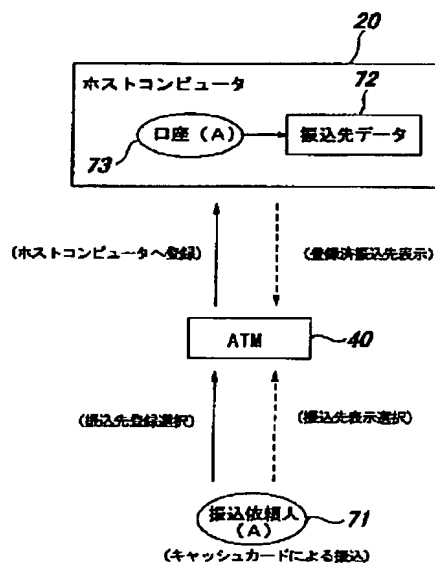 20
ホストコンピュータ
72
口座（A）
振込先データ
73
（ホストコンピュータへ登録）
（登録済振込先表示）
ATM
40
（振込先登録選択）
（振込先表示選択）
振込依頼人
（A）
71
（キャッシュカードによる振込）